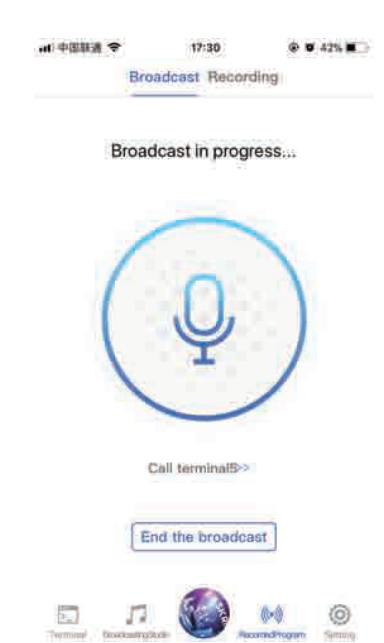 中国联通 17:30 42%
Broadcast Recording
Broadcast in progress...
Call terminal5>>
End the broadcast
Terminal BroadcastingStudio RecordedProgram Setting